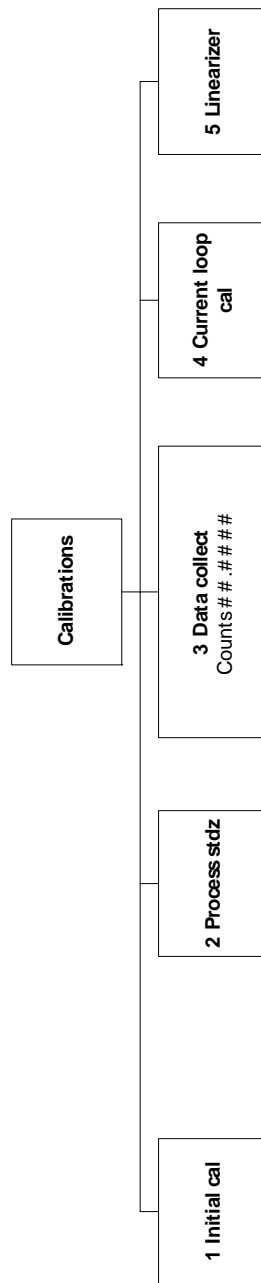 Calibrations
1 Initial cal
2 Process stdz
3 Data collect
Counts##.####
4 Current loop
cal
5 Linearizer